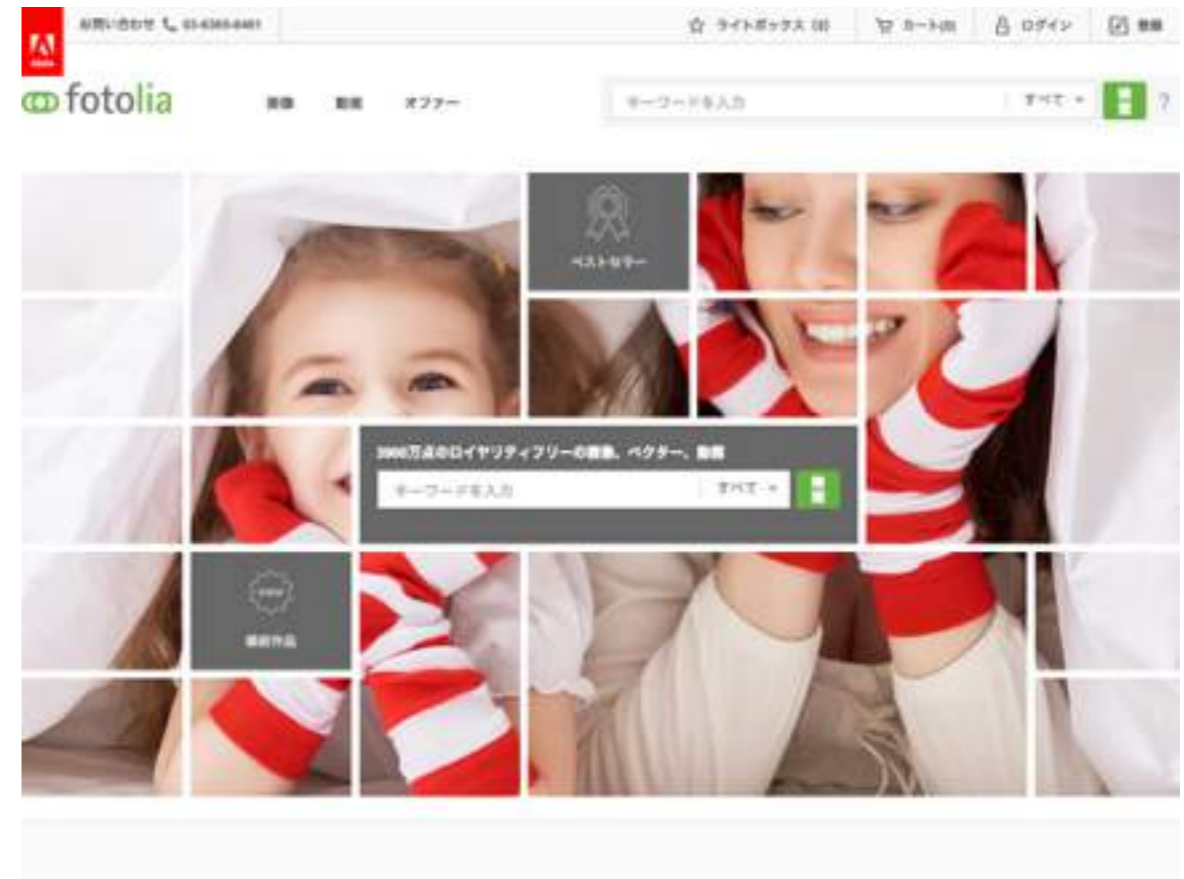 お問い合わせ
ライトボックス (0)
カート(0)
ログイン
登録
Adobe
fotolia
画像
動画
オファー
キーワードを入力
すべて
?
ベストセラー
3900万点のロイヤリティフリーの画像、ベクター、動画
キーワードを入力
すべて
new
最新作品